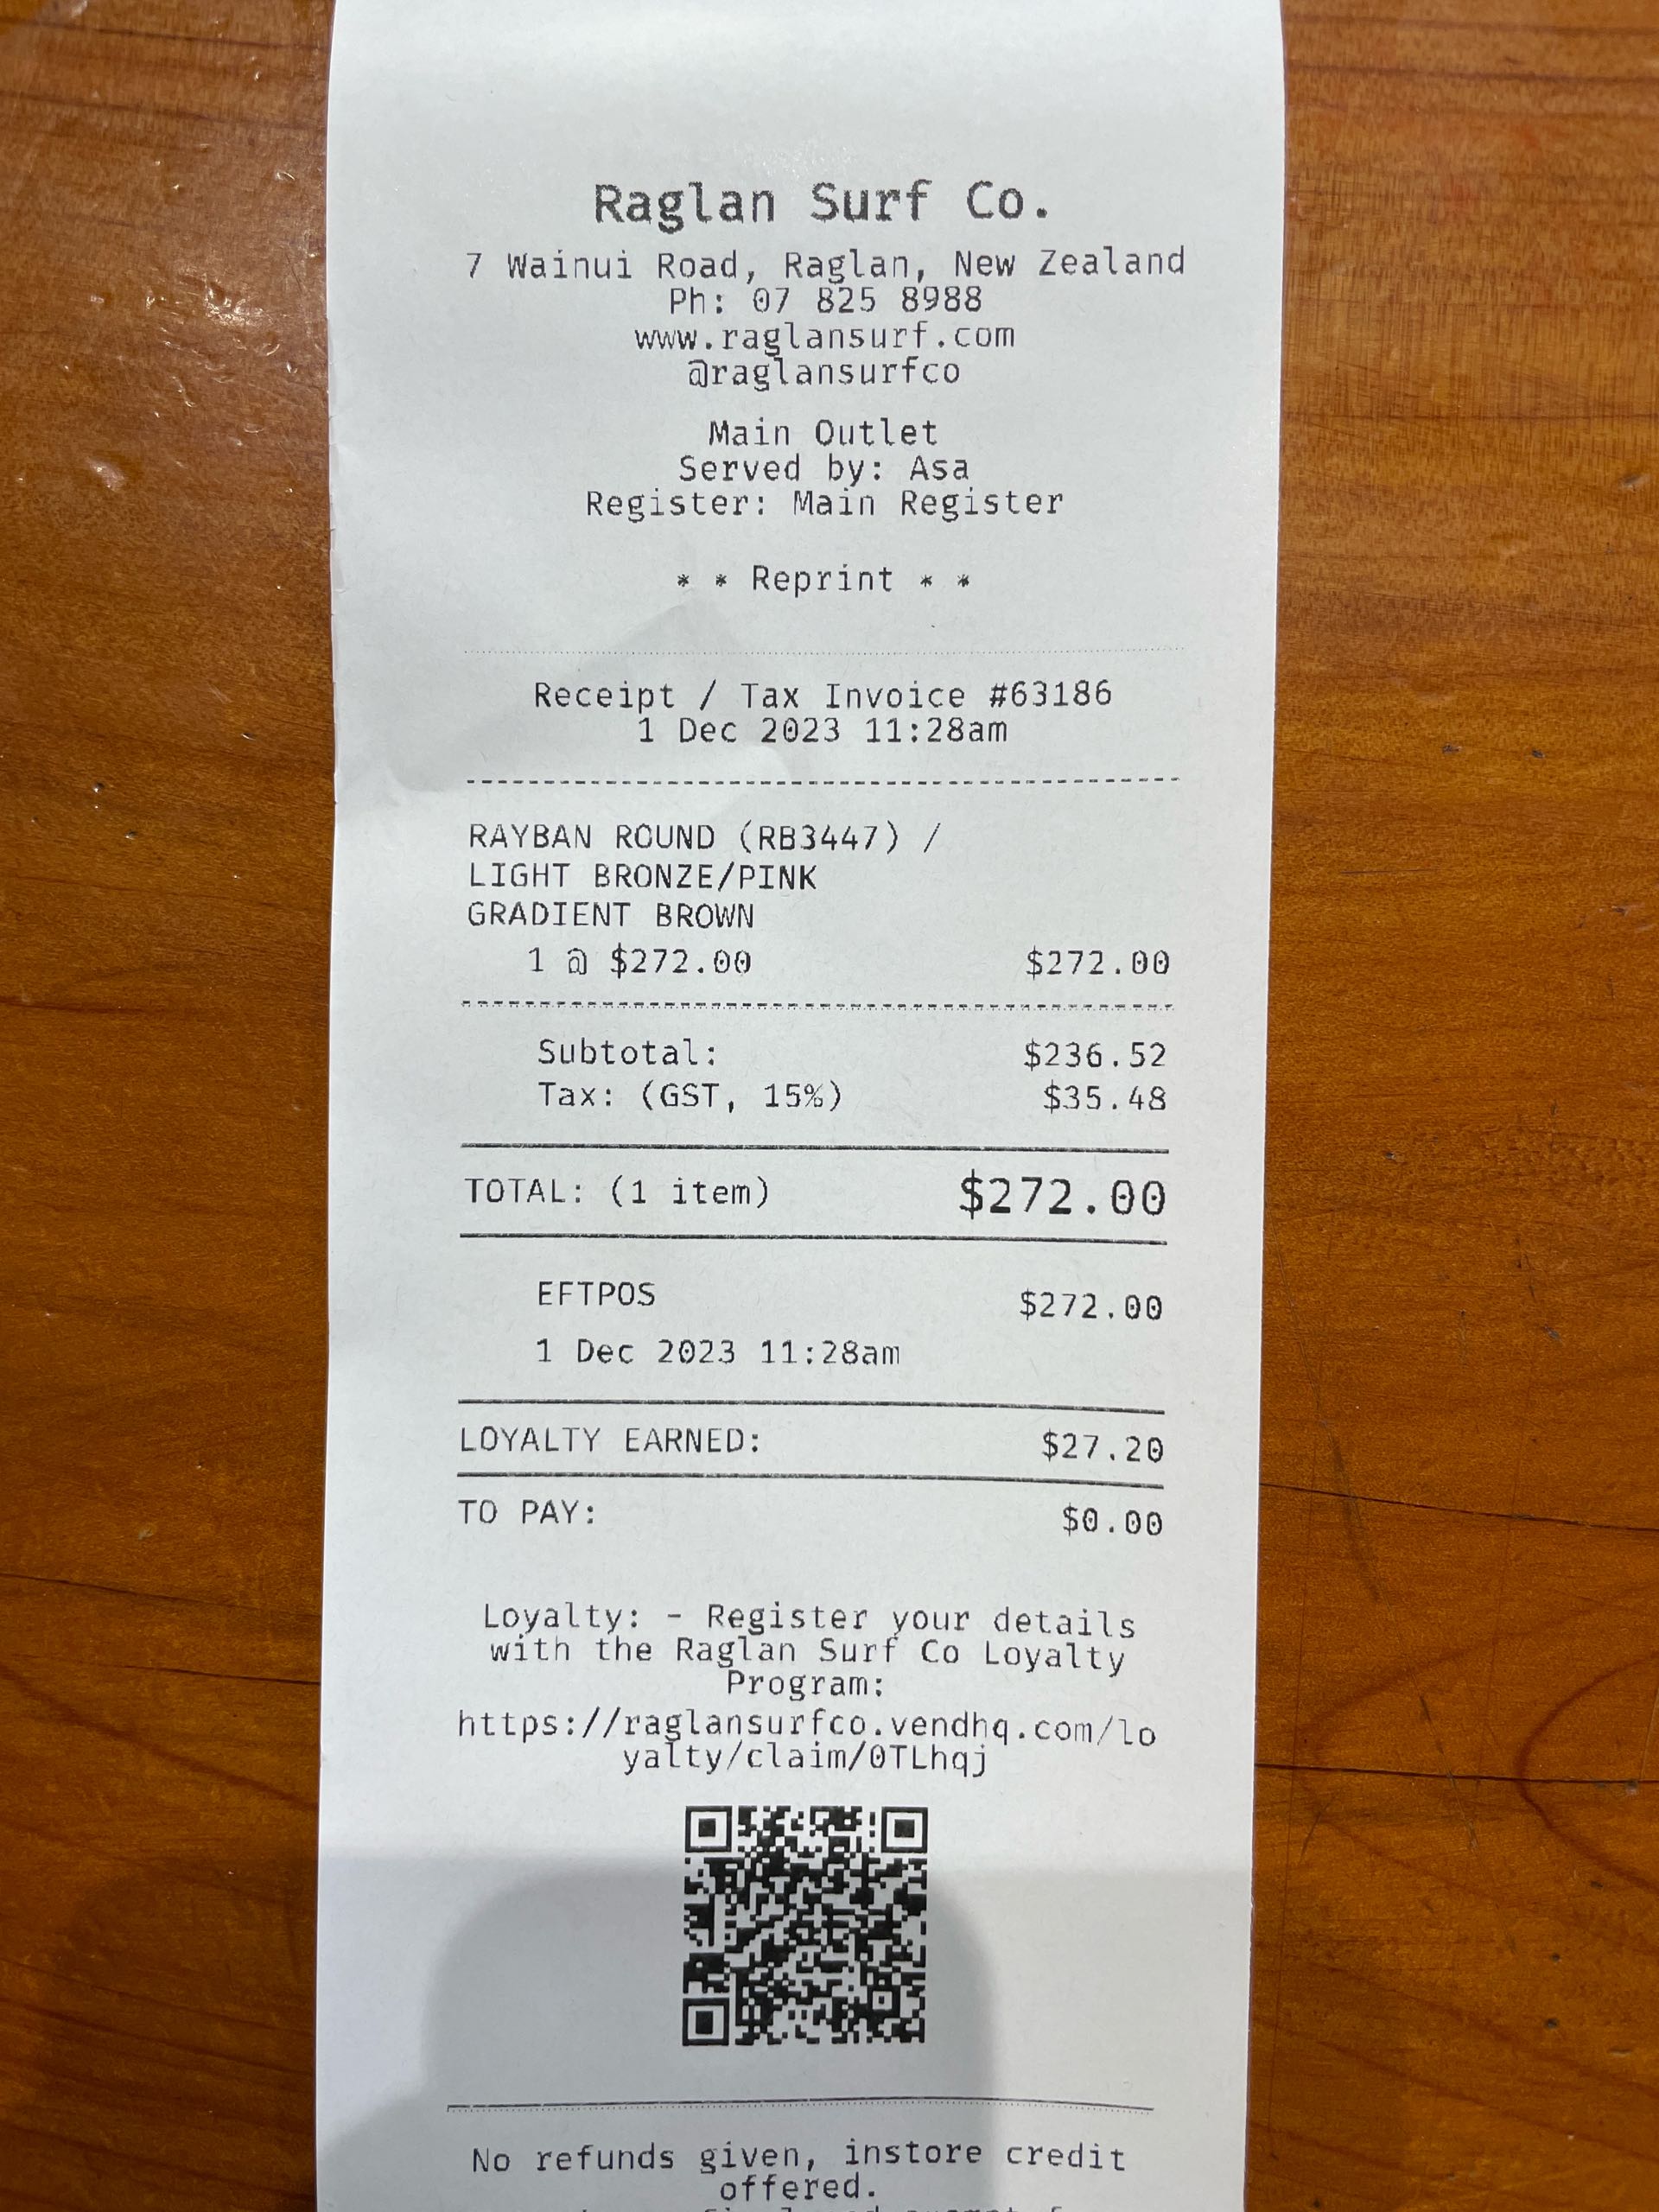 Raglan Surf Co.
7 Wainui Road, Raglan, New Zealand
Ph: 07 825 8988
www.raglansurf.com
@raglansurfco
Main Outlet
Served by: Asa
Register: Main Register
* * Reprint * *
Receipt / Tax Invoice #63186
1 Dec 2023 11:28am
RAYBAN ROUND (RB3447) /
LIGHT BRONZE/PINK
GRADIENT BROWN
1 @ $272.00 $272.00
Subtotal: $236.52
Tax: (GST, 15%) $35.48
TOTAL: (1 item) $272.00
EFTPOS $272.00
1 Dec 2023 11:28am
LOYALTY EARNED: $27.20
TO PAY: $0.00
Loyalty: - Register your details
with the Raglan Surf Co Loyalty
Program:
https://raglansurfco.vendhq.com/lo
yalty/claim/0TLhqj
No refunds given, instore credit
offered.